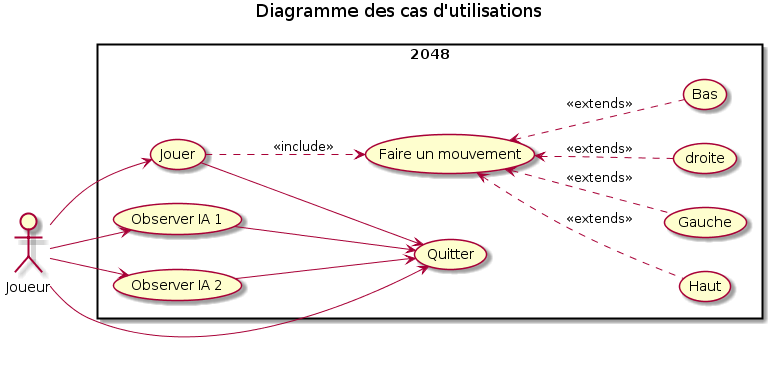 Diagramme des cas d'utilisations
2048
Bas
«extends»
Jouer
«include»
Faire un mouvement
«extends»
droite
«extends»
Observer IA 1
«extends»
Gauche
Quitter
Joueur
Observer IA 2
Haut